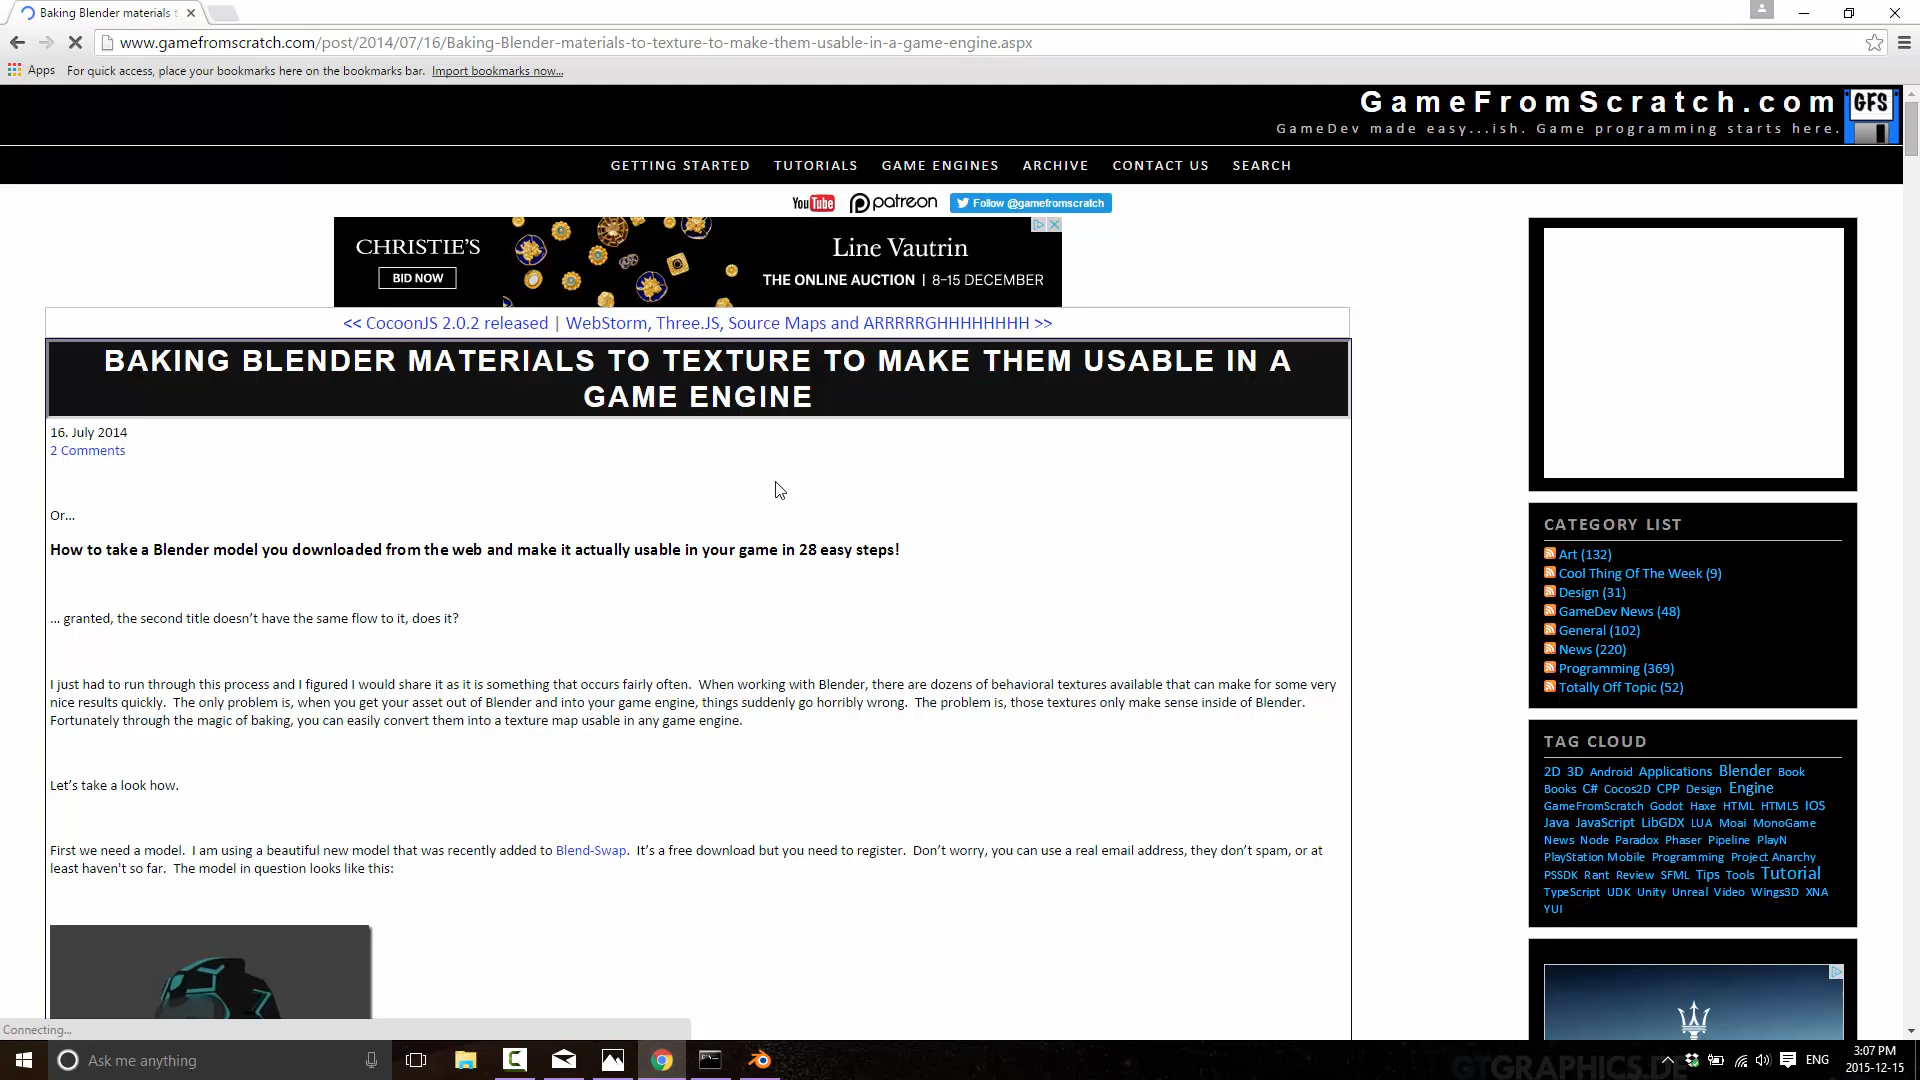 Baking Blender materials t
www.gamefromscratch.com/post/2014/07/16/Baking-Blender-materials-to-texture-to-make-them-usable-in-a-game-engine.aspx
Apps For quick access, place your bookmarks here on the bookmarks bar. Import bookmarks now...
GameFromScratch.com
GFS
GameDev made easy...ish. Game programming starts here.
GETTING STARTED TUTORIALS GAME ENGINES ARCHIVE CONTACT US SEARCH
YouTube patreon Follow @gamefromscratch
CHRISTIE'S
BID NOW
Line Vautrin
THE ONLINE AUCTION | 8-15 DECEMBER
<< CocoonJS 2.0.2 released | WebStorm, Three.JS, Source Maps and ARRRRRGHHHHHHHH >>
BAKING BLENDER MATERIALS TO TEXTURE TO MAKE THEM USABLE IN A
GAME ENGINE
16. July 2014
2 Comments
Or...
How to take a Blender model you downloaded from the web and make it actually usable in your game in 28 easy steps!
... granted, the second title doesn't have the same flow to it, does it?
I just had to run through this process and I figured I would share it as it is something that occurs fairly often. When working with Blender, there are dozens of behavioral textures available that can make for some very
nice results quickly. The only problem is, when you get your asset out of Blender and into your game engine, things suddenly go horribly wrong. The problem is, those textures only make sense inside of Blender.
Fortunately through the magic of baking, you can easily convert them into a texture map usable in any game engine.
Let's take a look how.
First we need a model. I am using a beautiful new model that was recently added to Blend-Swap. It's a free download but you need to register. Don't worry, you can use a real email address, they don't spam, or at
least haven't so far. The model in question looks like this:
CATEGORY LIST
Art (132)
Cool Thing Of The Week (9)
Design (31)
GameDev News (48)
General (102)
News (220)
Programming (369)
Totally Off Topic (52)
TAG CLOUD
2D 3D Android Applications Blender Book
Books C# Cocos2D CPP Design Engine
GameFromScratch Godot Haxe HTML HTML5 IOS
Java JavaScript LibGDX LUA Moai MonoGame
News Node Paradox Phaser Pipeline PlayN
PlayStation Mobile Programming Project Anarchy
PSSDK Rant Review SFML Tips Tools Tutorial
TypeScript UDK Unity Unreal Video Wings3D XNA
YUI
Connecting...
Ask me anything
GTGRAPHICS.DE
ENG
3:07 PM
2015-12-15